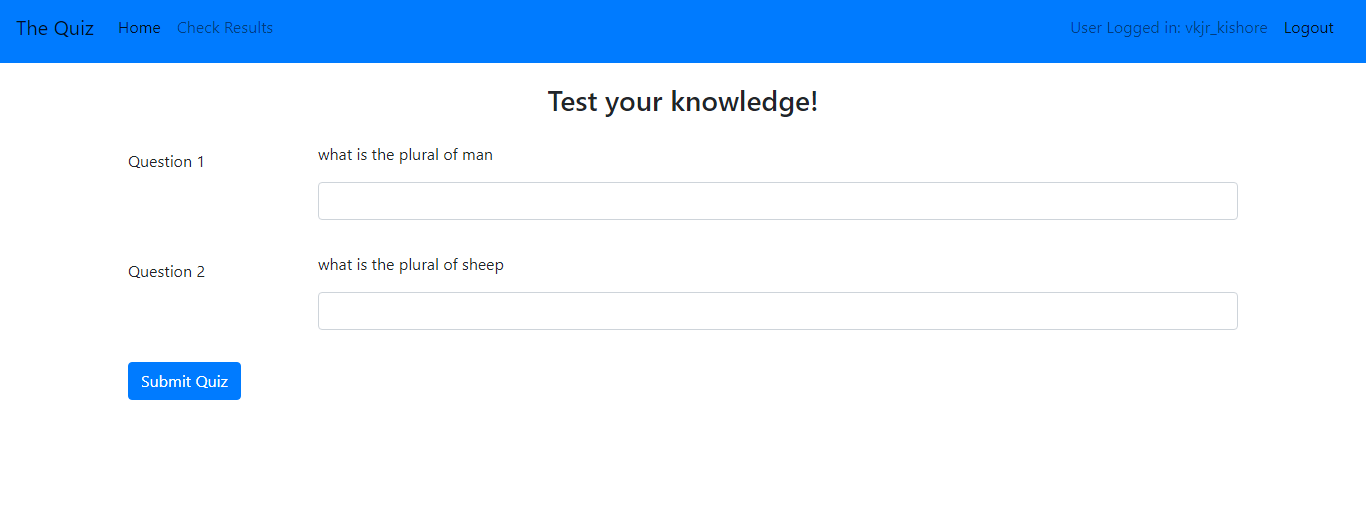 The Quiz Home Check Results User Logged in: vkjr_kishore Logout
Test your knowledge!
Question 1 what is the plural of man
Question 2 what is the plural of sheep
Submit Quiz